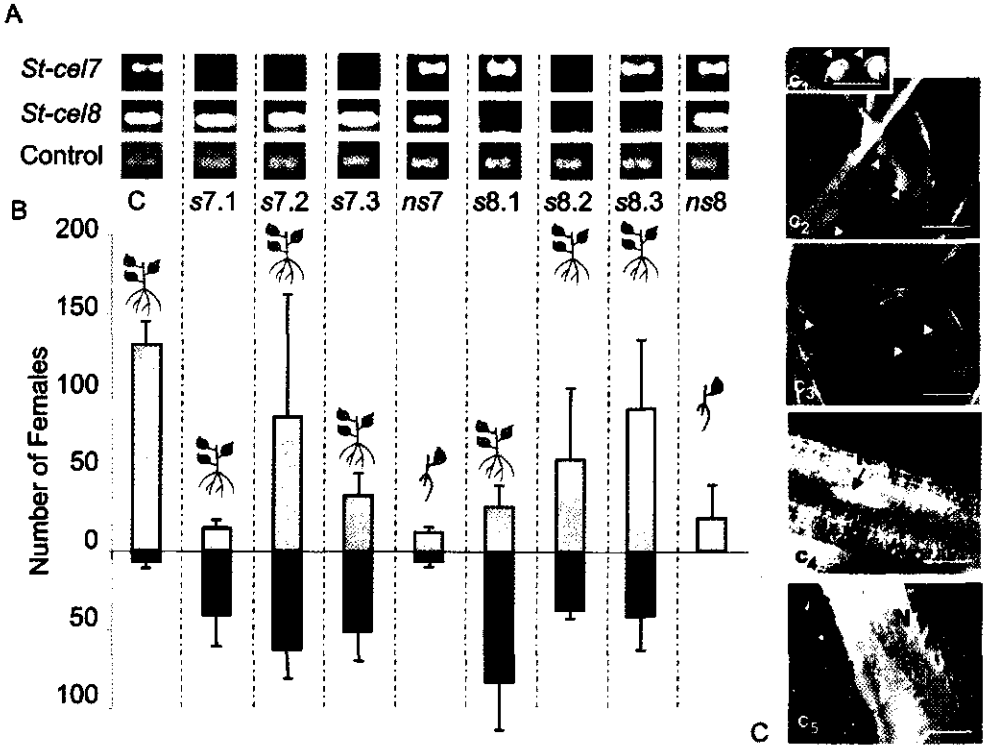 A
St-cel7
St-cel8
Control
C s7.1 s7.2 s7.3 ns7 s8.1 s8.2 s8.3 ns8
B
Number of Females
200
150
100
50
0
50
100
C
C2
C3
C4
C5
N